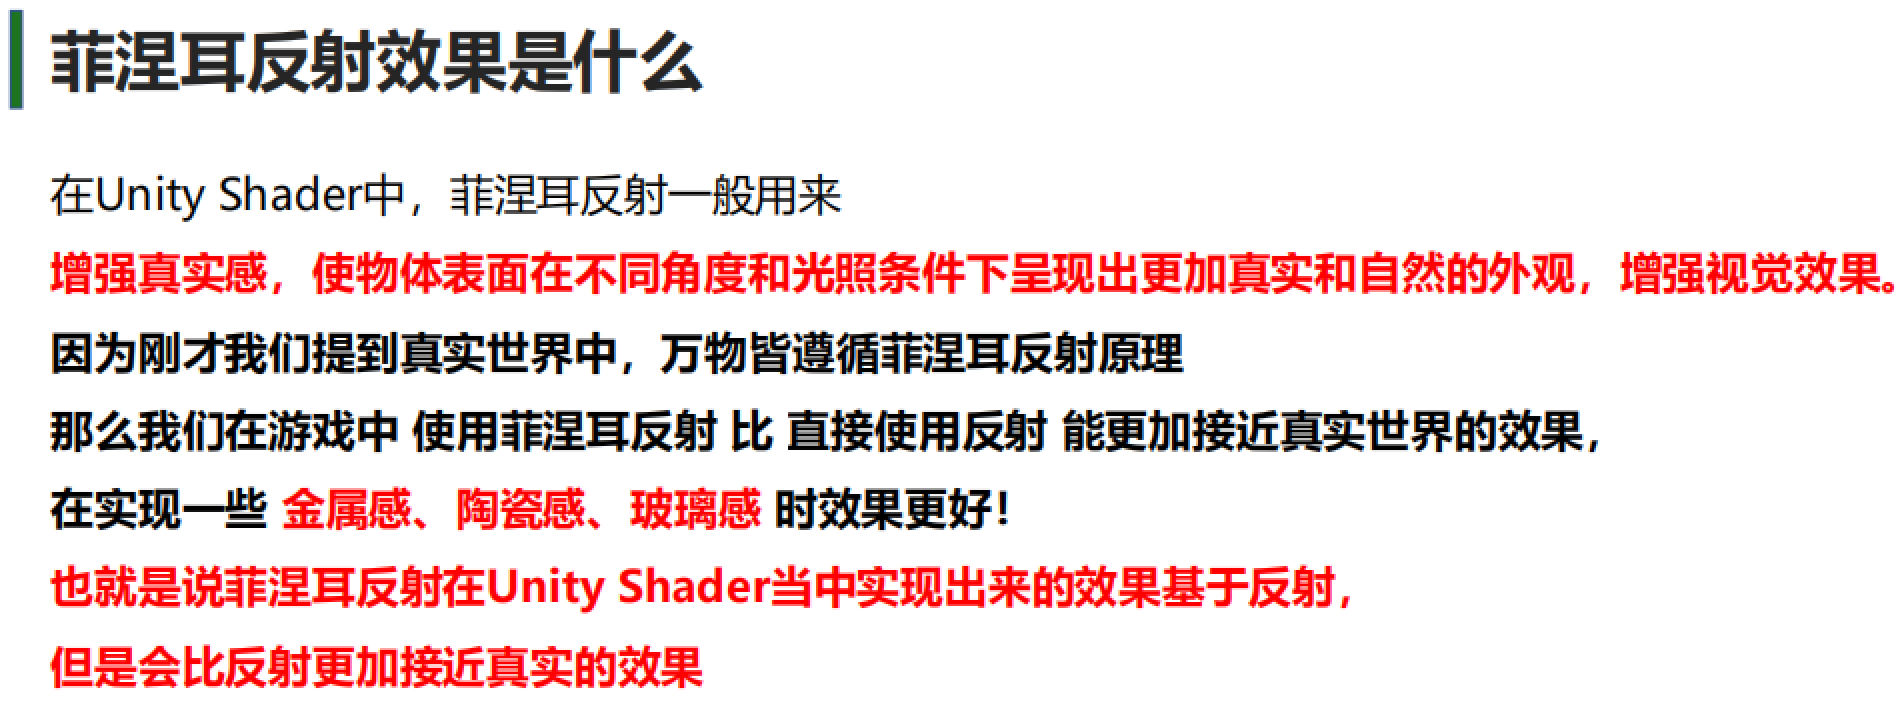 菲涅耳反射效果是什么
在Unity Shader中，菲涅耳反射一般用来
增强真实感，使物体表面在不同角度和光照条件下呈现出更加真实和自然的外观，增强视觉效果。
因为刚才我们提到真实世界中，万物皆遵循菲涅耳反射原理
那么我们在游戏中 使用菲涅耳反射 比 直接使用反射 能更加接近真实世界的效果，
在实现一些 金属感、陶瓷感、玻璃感 时效果更好！
也就是说菲涅耳反射在Unity Shader当中实现出来的效果基于反射，
但是会比反射更加接近真实的效果